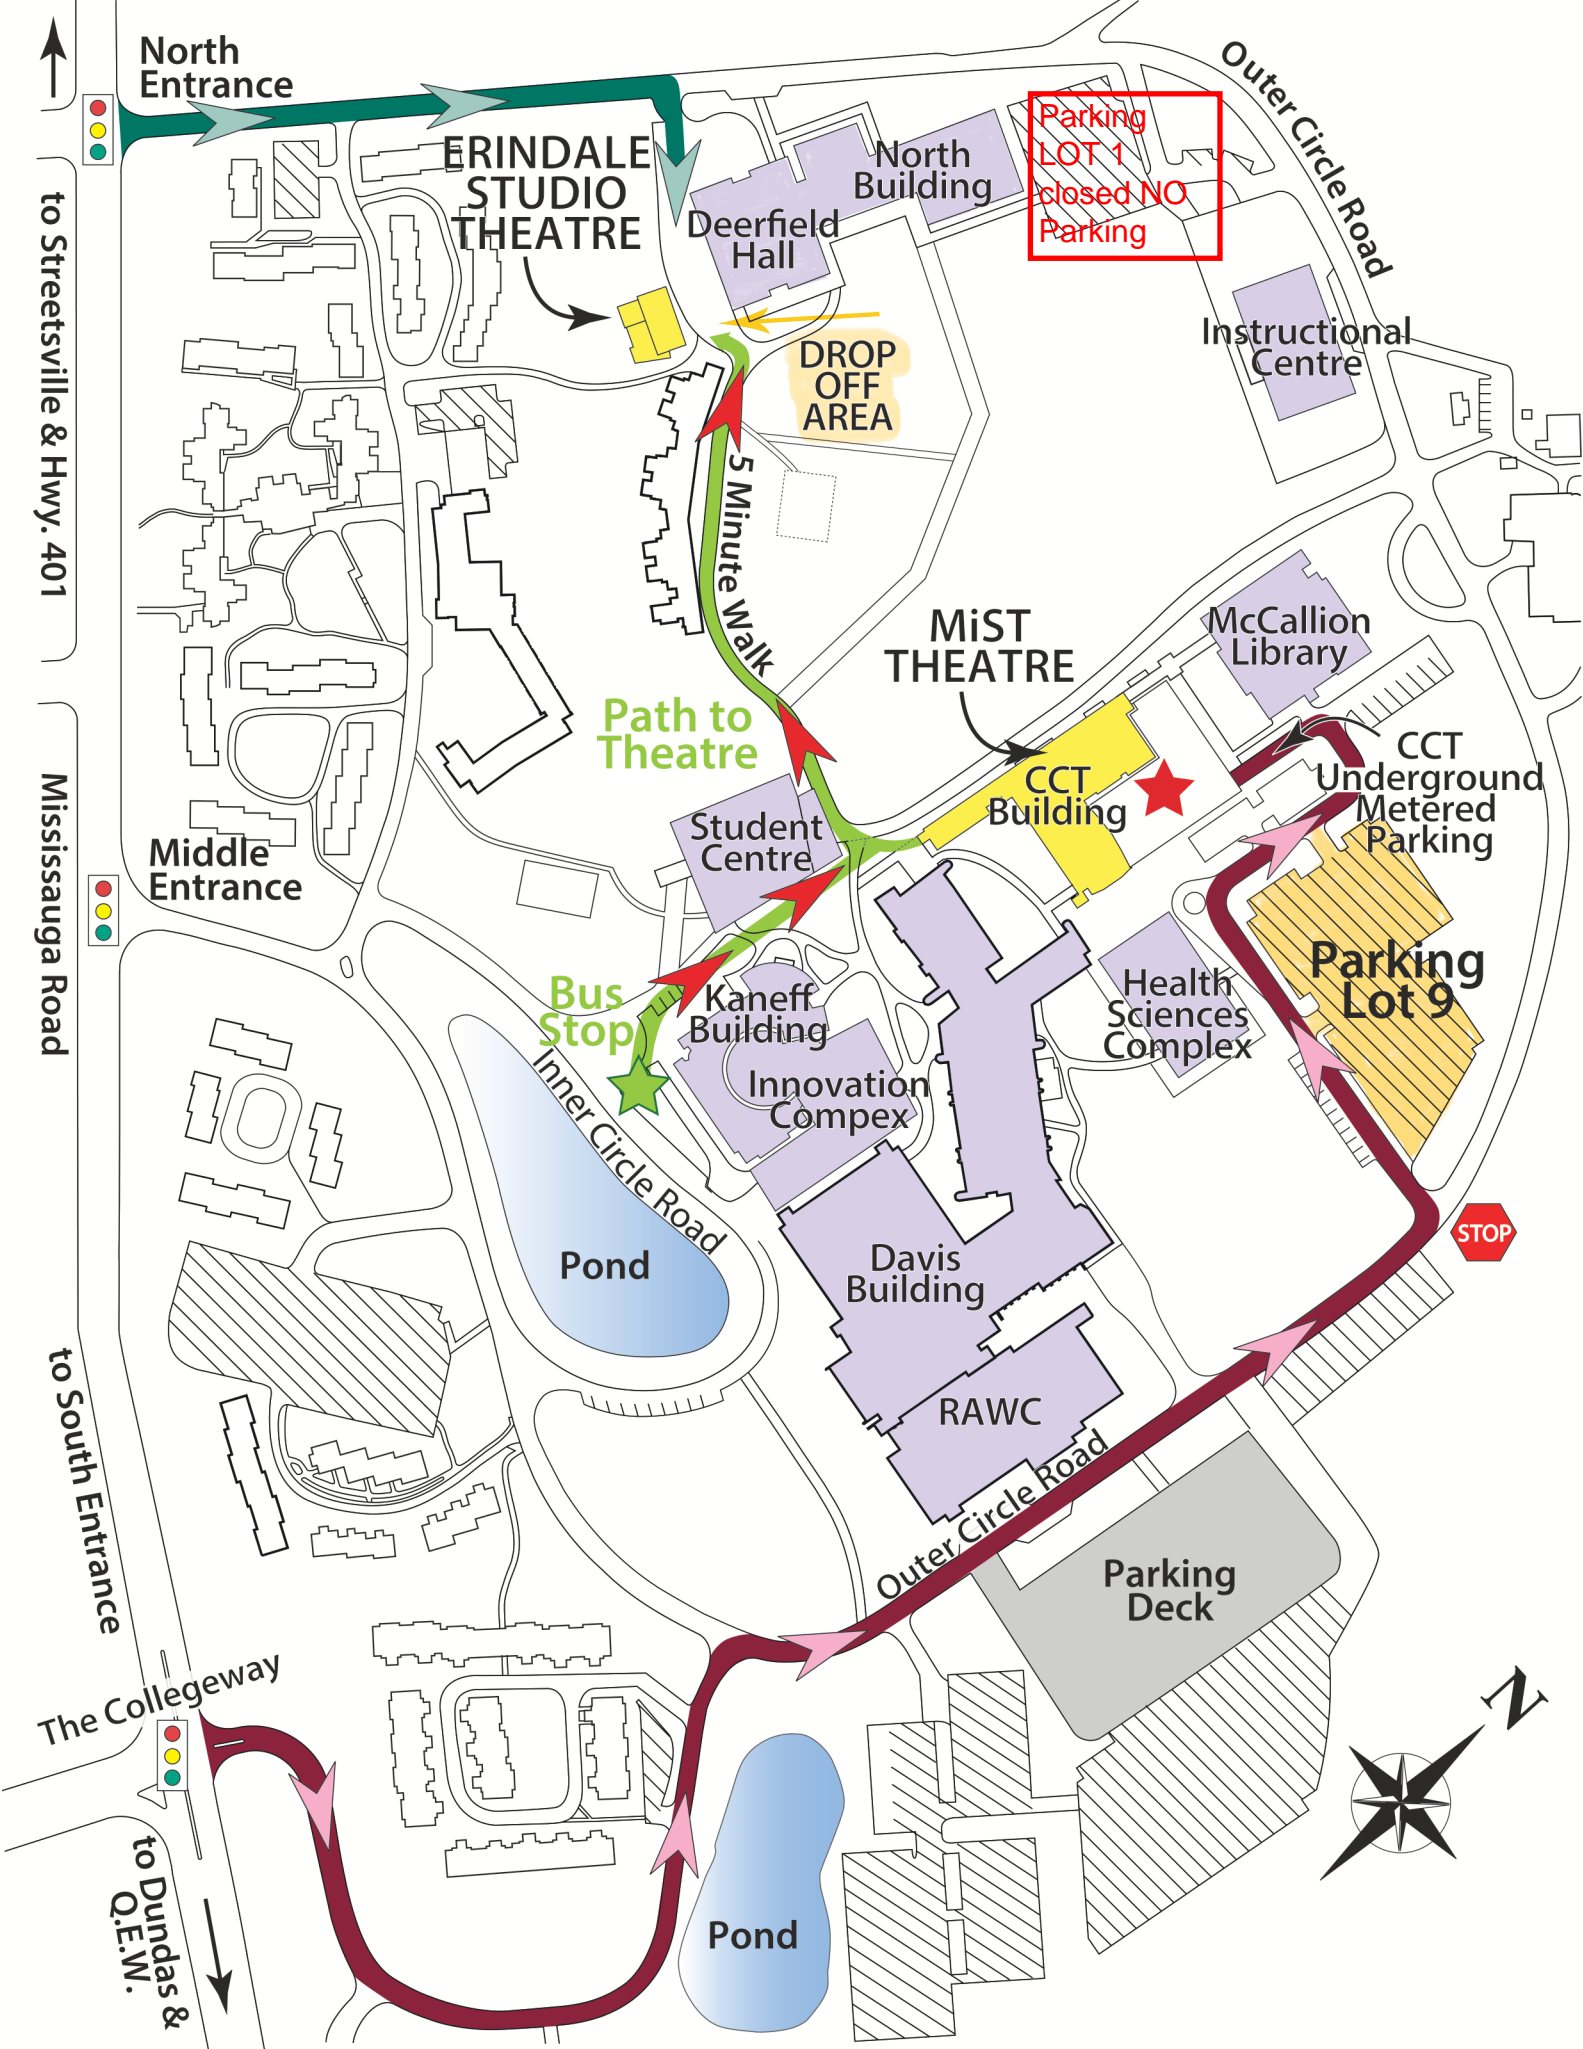 North
Entrance
to Streetsville & Hwy. 401
ERINDALE
STUDIO
THEATRE
North
Building
Deerfield
Hall
Parking
LOT 1
closed NO
Parking
Outer Circle Road
Instructional
Centre
DROP
OFF
AREA
5 Minute Walk
MiST
THEATRE
McCallion
Library
Path to
Theatre
CCT
Building
CCT
Underground
Metered
Parking
Student
Centre
Middle
Entrance
Mississauga Road
Parking
Lot 9
Health
Sciences
Complex
Bus
Stop
Kaneff
Building
Innovation
Compex
Inner Circle Road
Pond
STOP
Davis
Building
RAWC
Outer Circle Road
to South Entrance
Parking
Deck
The Collegeway
N
to Dundas &
Q.E.W.
Pond